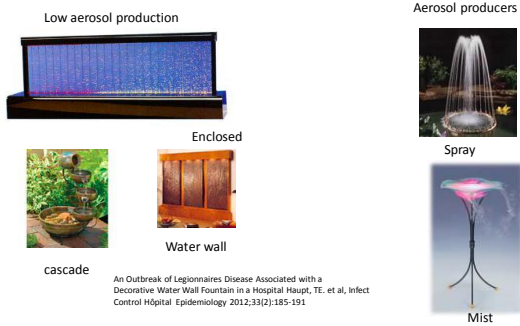 Low aerosol production
Aerosol producers
Enclosed
Spray
Water wall
cascade
An Outbreak of Legionnaires Disease Associated with a
Decorative Water Wall Fountain in a Hospital Haupt, TE. et al, Infect
Control Hôpital Epidemiology 2012;33(2):185-191
Mist